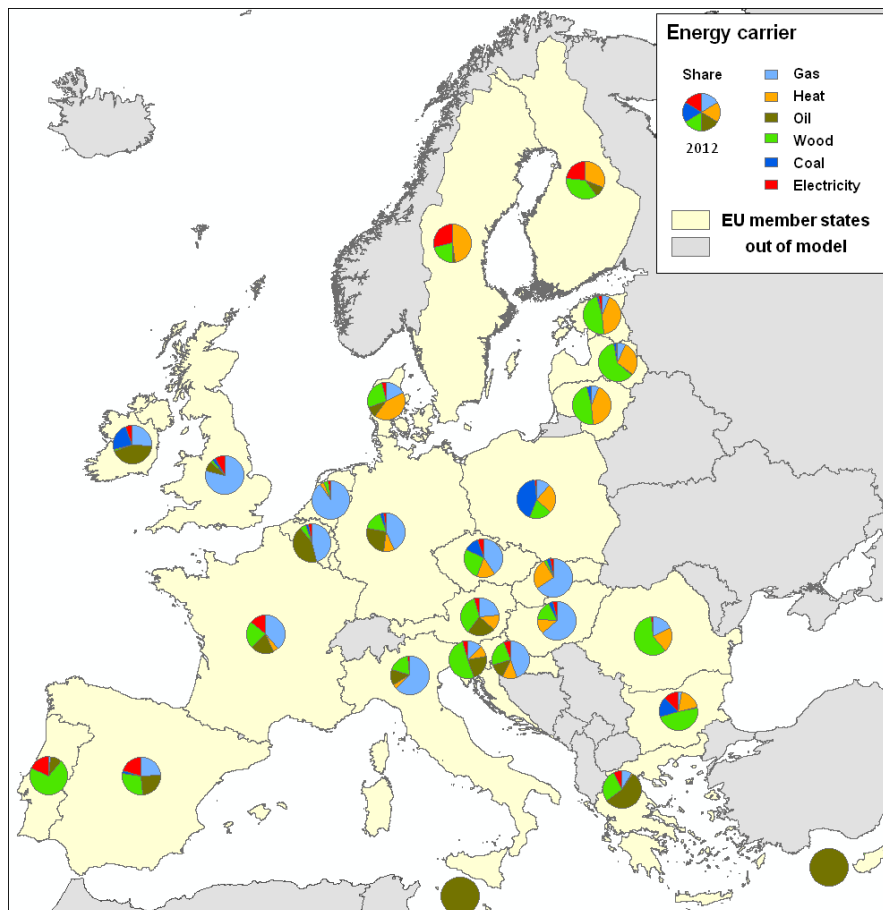 Energy carrier
Share
2012
Gas
Heat
Oil
Wood
Coal
Electricity
EU member states
out of model